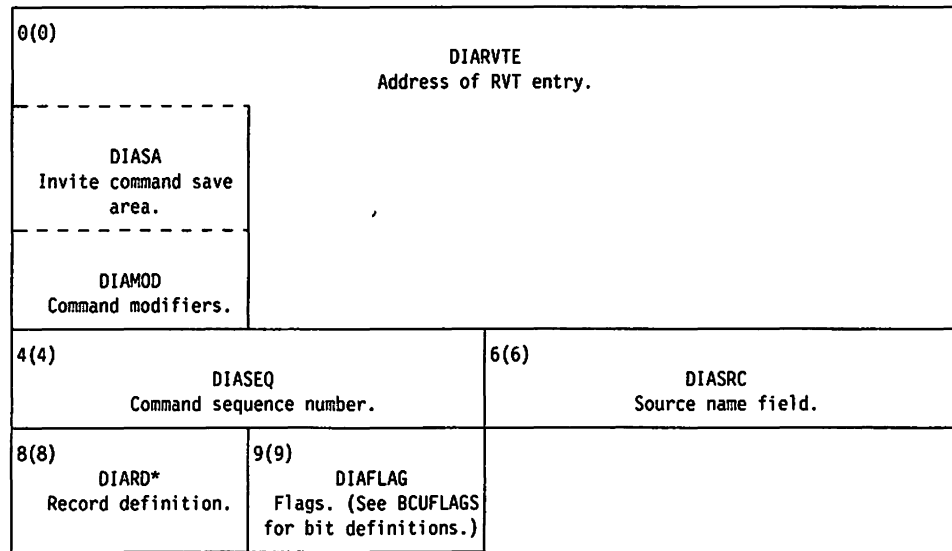 0(0)
DIARVTE
Address of RVT entry.
DIASA
Invite command save
area.
DIAMOD
Command modifiers.
4(4)
DIASEQ
Command sequence number.
6(6)
DIASRC
Source name field.
8(8)
DIARD*
Record definition.
9(9)
DIAFLAG
Flags. (See BCUFLAGS
for bit definitions.)